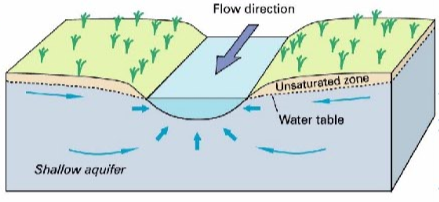 Flow direction
Unsaturated zone
Water table
Shallow aquifer